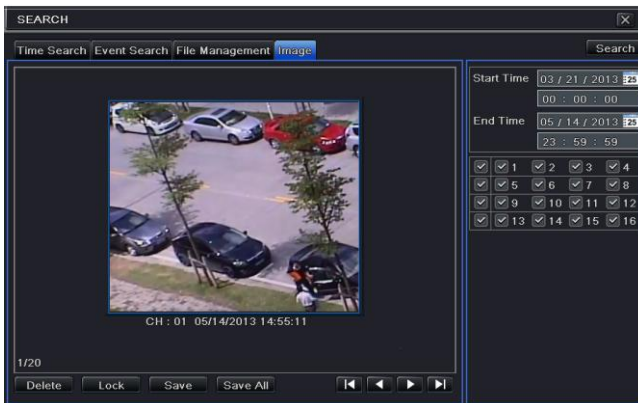 SEARCH
Time Search Event Search File Management Image
Search
CH : 01 05/14/2013 14:55:11
1/20
Delete Lock Save Save All
Start Time 03 / 21 / 2013 25
00 : 00 : 00
End Time 05 / 14 / 2013 25
23 : 59 : 59
1 2 3 4
5 6 7 8
9 10 11 12
13 14 15 16